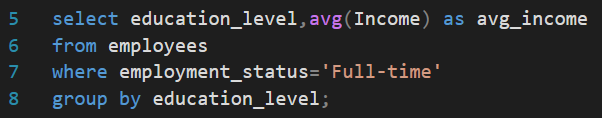 5 select education_level,avg(Income) as avg_income
6 from employees
7 where employment_status='Full-time'
8 group by education_level;